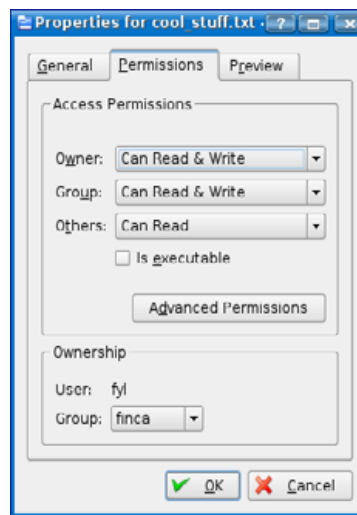 Properties for cool_stuff.txt - ?
General Permissions Preview
Access Permissions
Owner: Can Read & Write
Group: Can Read & Write
Others: Can Read
Is executable
Advanced Permissions
Ownership
User: fyl
Group: finca
OK Cancel